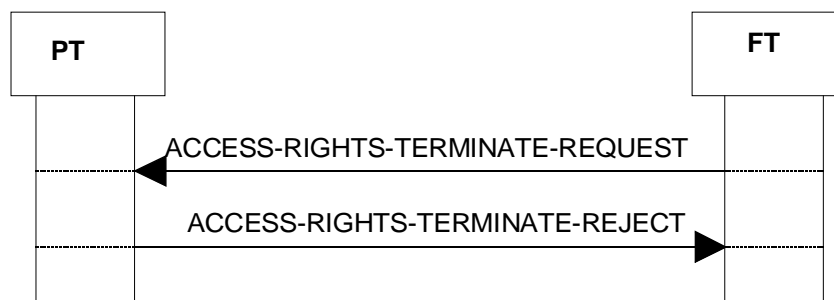 PT
FT
ACCESS-RIGHTS-TERMINATE-REQUEST
ACCESS-RIGHTS-TERMINATE-REJECT